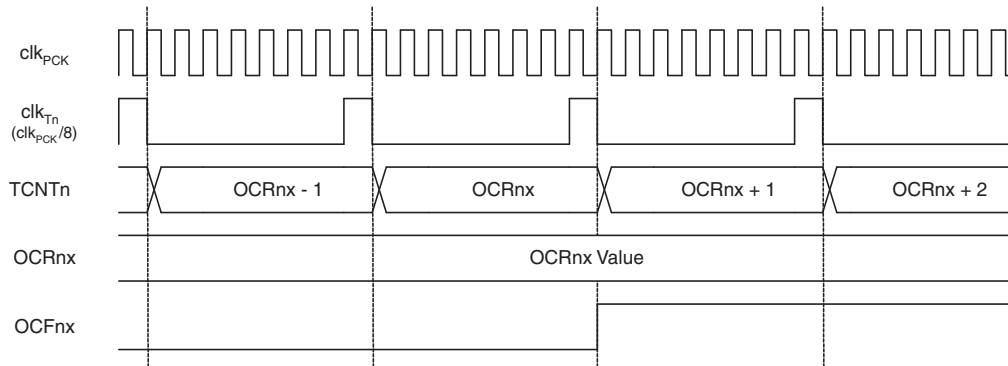 clkPCK
clkTn
(clkPCK/8)
TCNTn
OCRnx - 1
OCRnx
OCRnx + 1
OCRnx + 2
OCRnx
OCRnx Value
OCFnx